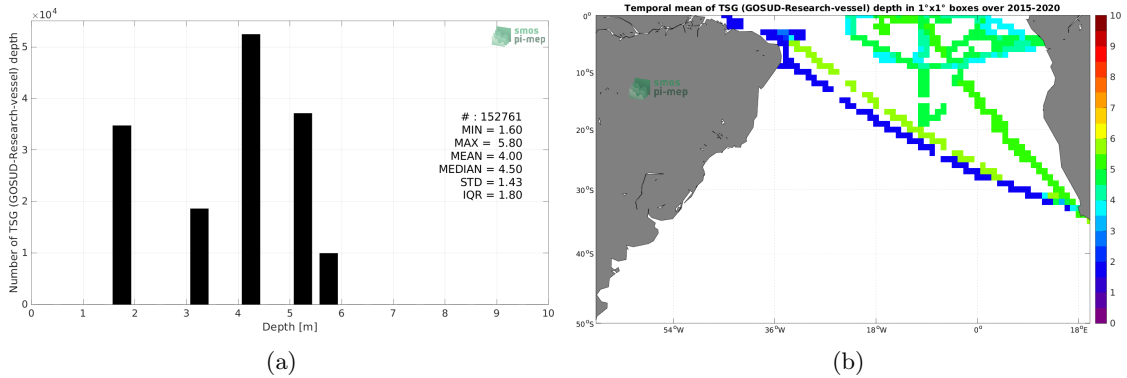 ×10⁴
5
4
3
2
1
0
Number of TSG (GOSUD-Research-vessel) depth
smos
pi-mep
# : 152761
MIN = 1.60
MAX = 5.80
MEAN = 4.00
MEDIAN = 4.50
STD = 1.43
IQR = 1.80
0 1 2 3 4 5 6 7 8 9 10
Depth [m]
(a)
Temporal mean of TSG (GOSUD-Research-vessel) depth in 1°x1° boxes over 2015-2020
0°
10°S
20°S
30°S
40°S
50°S
smos
pi-mep
54°W 36°W 18°W 0° 18°E
10
9
8
7
6
5
4
3
2
1
0
(b)